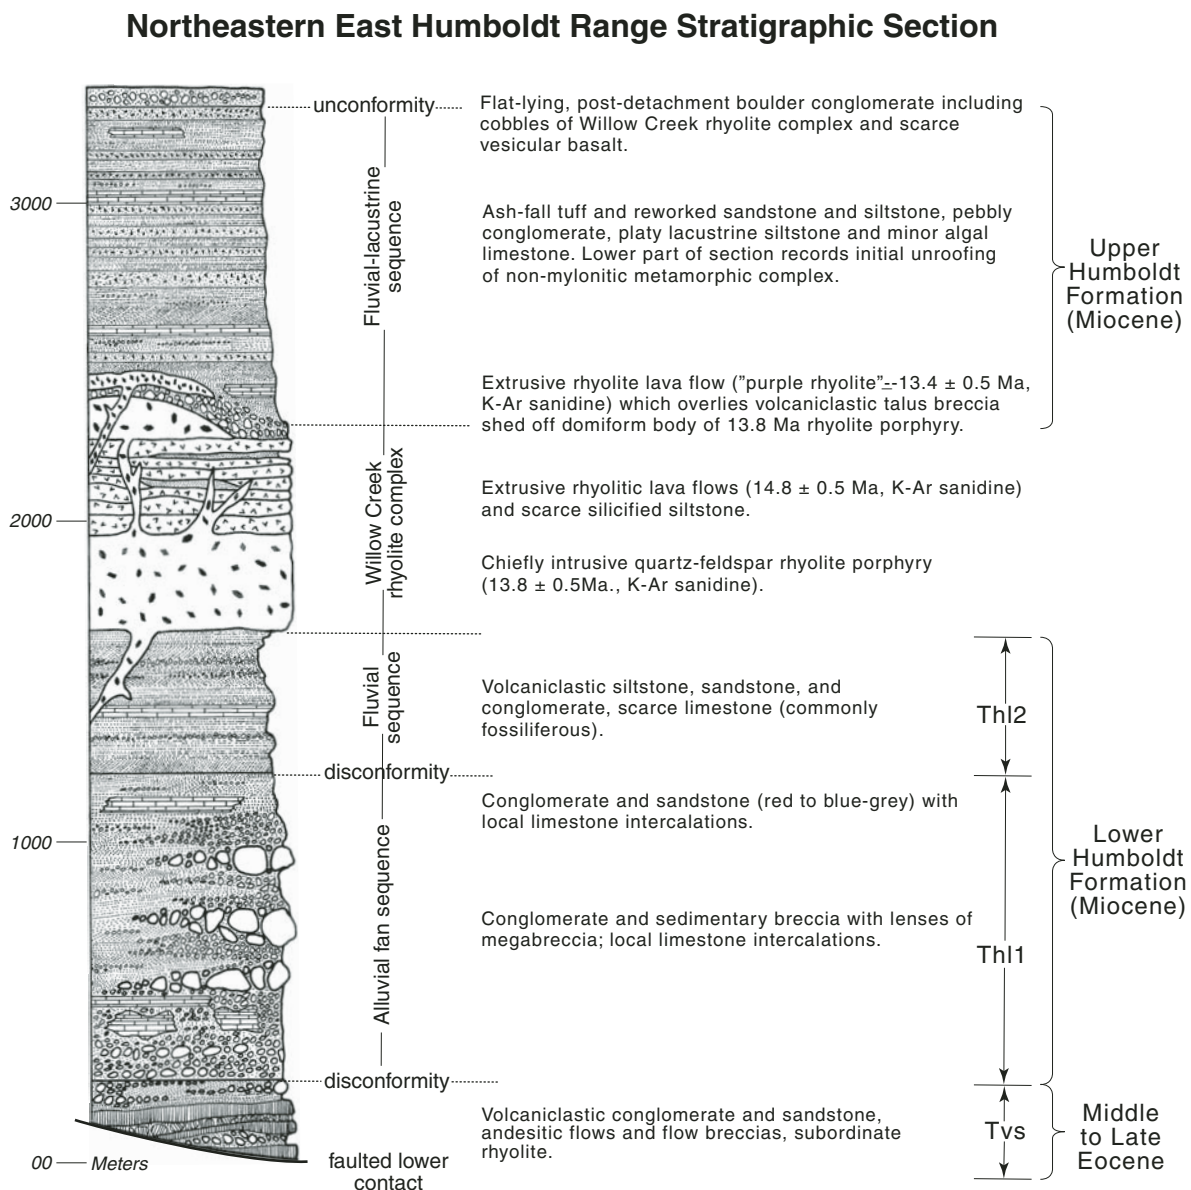 Northeastern East Humboldt Range Stratigraphic Section
unconformity
Flat-lying, post-detachment boulder conglomerate including
cobbles of Willow Creek rhyolite complex and scarce
vesicular basalt.
3000
Fluvial-lacustrine
sequence
Ash-fall tuff and reworked sandstone and siltstone, pebbly
conglomerate, platy lacustrine siltstone and minor algal
limestone. Lower part of section records initial unroofing
of non-mylonitic metamorphic complex.
Upper
Humboldt
Formation
(Miocene)
Extrusive rhyolite lava flow ("purple rhyolite"--13.4 ± 0.5 Ma,
K-Ar sanidine) which overlies volcaniclastic talus breccia
shed off domiform body of 13.8 Ma rhyolite porphyry.
Willow Creek
rhyolite complex
Extrusive rhyolitic lava flows (14.8 ± 0.5 Ma, K-Ar sanidine)
and scarce silicified siltstone.
2000
Chiefly intrusive quartz-feldspar rhyolite porphyry
(13.8 ± 0.5Ma., K-Ar sanidine).
Fluvial
sequence
Volcaniclastic siltstone, sandstone, and
conglomerate, scarce limestone (commonly
fossiliferous).
Thl2
disconformity
Conglomerate and sandstone (red to blue-grey) with
local limestone intercalations.
1000
Alluvial fan sequence
Lower
Humboldt
Formation
(Miocene)
Conglomerate and sedimentary breccia with lenses of
megabreccia; local limestone intercalations.
Thl1
disconformity
Volcaniclastic conglomerate and sandstone,
andesitic flows and flow breccias, subordinate
rhyolite.
Tvs
Middle
to Late
Eocene
00
Meters
faulted lower
contact